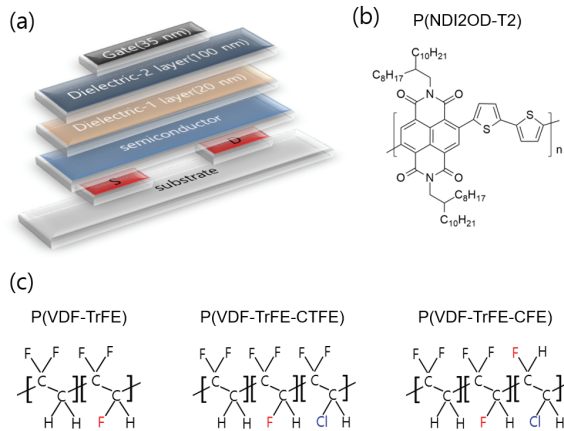 (a)
Gate(35 nm)
Dielectric-2 layer(100 nm)
Dielectric-1 layer(20 nm)
semiconductor
S
D
substrate
(b)
P(NDI2OD-T2)
C10H21
C8H17
O
N
O
S
S
n
O
N
O
C8H17
C10H21
(c)
P(VDF-TrFE)
F
F
F
F
C
C
C
C
H
H
F
H
P(VDF-TrFE-CTFE)
F
F
F
F
F
F
C
C
C
C
C
C
H
H
F
H
Cl
H
P(VDF-TrFE-CFE)
F
F
F
F
F
H
C
C
C
C
C
C
H
H
F
H
Cl
H